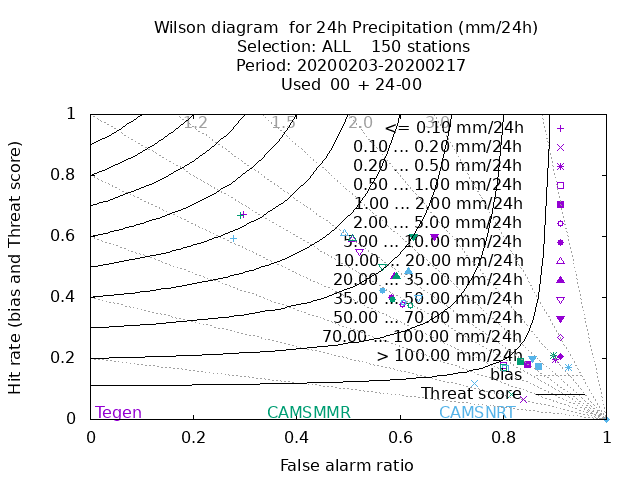 Wilson diagram  for 24h Precipitation (mm/24h)
Selection: ALL    150 stations
Period: 20200203-20200217
Used  00 + 24-00
Hit rate (bias and Threat score)
1
0.8
0.6
0.4
0.2
0
1.2 1.5 2.0 3.0
<= 0.10 mm/24h
0.10 ... 0.20 mm/24h
0.20 ... 0.50 mm/24h
0.50 ... 1.00 mm/24h
1.00 ... 2.00 mm/24h
2.00 ... 5.00 mm/24h
5.00 ... 10.00 mm/24h
10.00 ... 20.00 mm/24h
20.00 ... 35.00 mm/24h
35.00 ... 50.00 mm/24h
50.00 ... 70.00 mm/24h
70.00 ... 100.00 mm/24h
> 100.00 mm/24h
bias
Threat score
Tegen CAMSMMR CAMSNRT
0 0.2 0.4 0.6 0.8 1
False alarm ratio